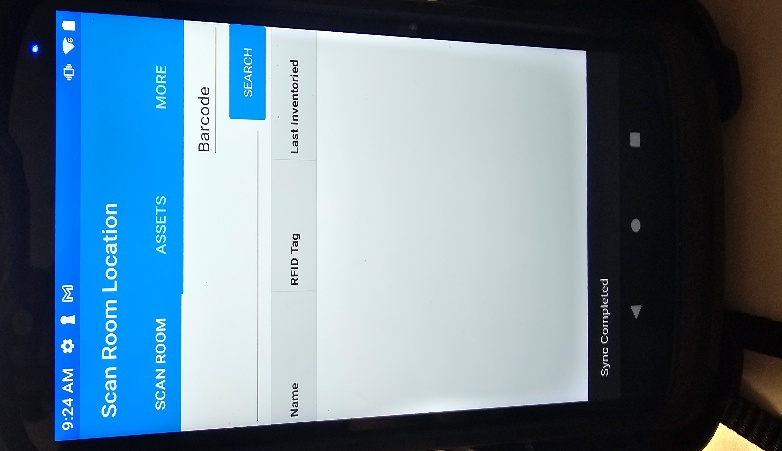 9:24 AM
Scan Room Location
SCAN ROOM ASSETS MORE
Barcode
SEARCH
Name RFID Tag Last Inventoried
Sync Completed